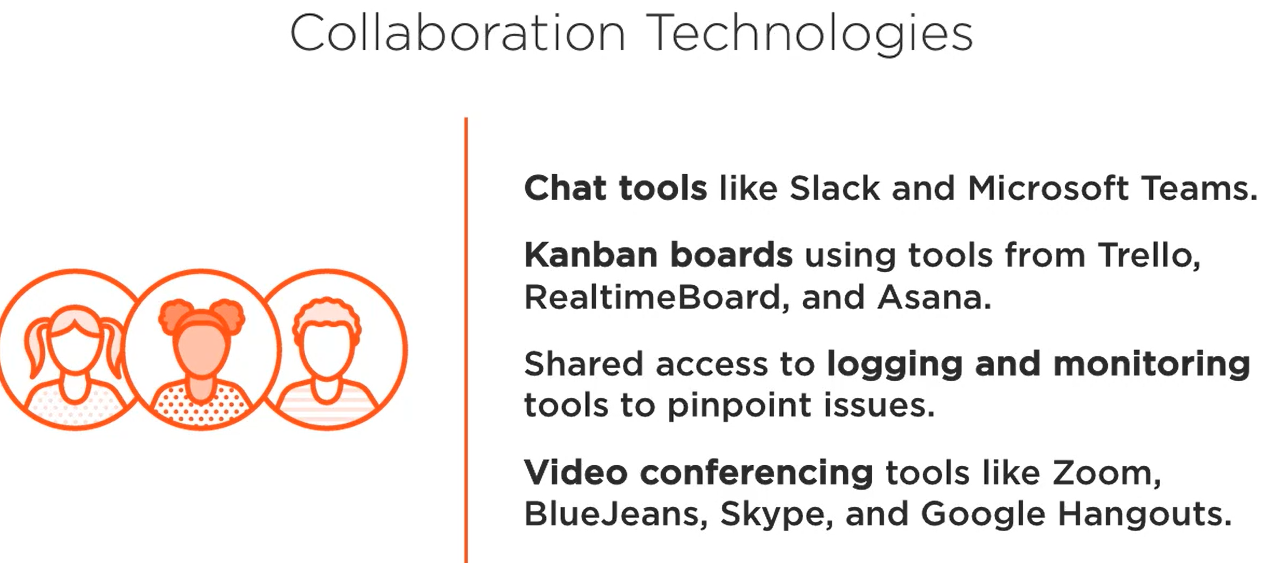 Collaboration Technologies
Chat tools like Slack and Microsoft Teams.
Kanban boards using tools from Trello,
RealtimeBoard, and Asana.
Shared access to logging and monitoring
tools to pinpoint issues.
Video conferencing tools like Zoom,
BlueJeans, Skype, and Google Hangouts.